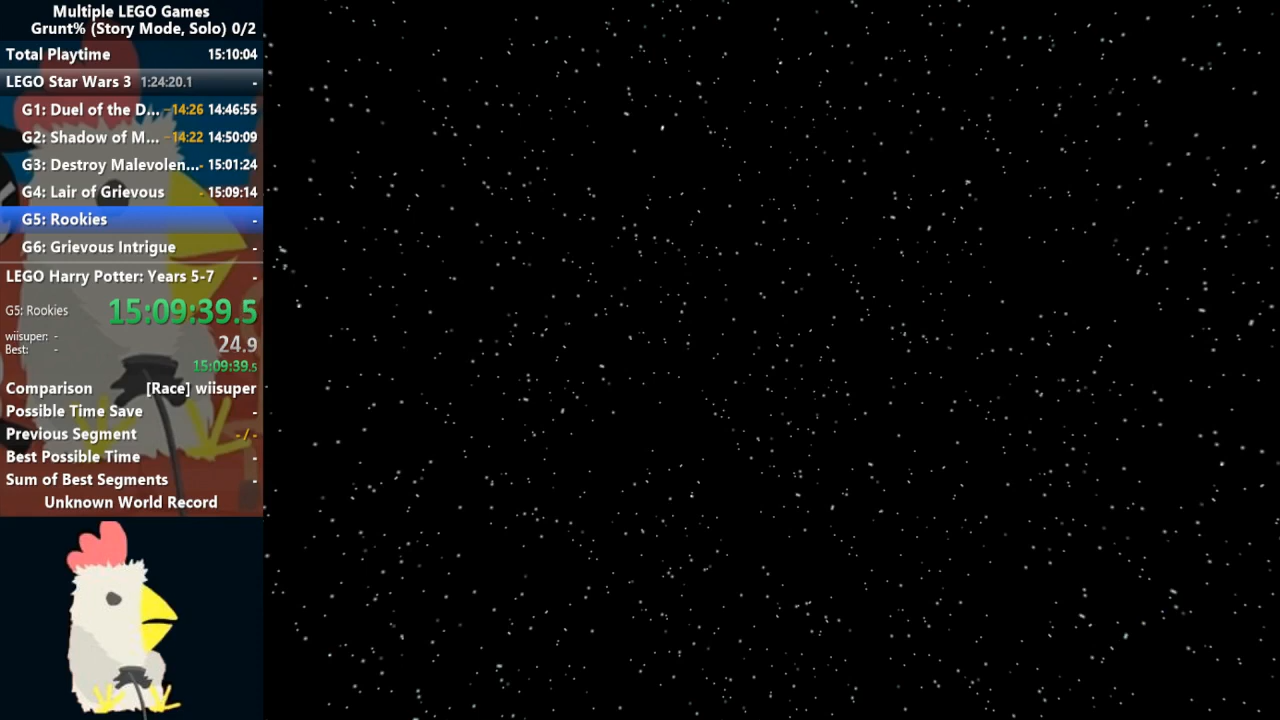 Multiple LEGO Games
Grunt% (Story Mode, Solo) 0/2
Total Playtime 15:10:04
LEGO Star Wars 3 1:24:20.1 -
G1: Duel of the D... -14:26 14:46:55
G2: Shadow of M... -14:22 14:50:09
G3: Destroy Malevolen... - 15:01:24
G4: Lair of Grievous - 15:09:14
G5: Rookies -
G6: Grievous Intrigue -
LEGO Harry Potter: Years 5-7 -
G5: Rookies 15:09:39.5
wiisuper: -
Best: - 24.9
15:09:39.5
Comparison [Race] wiisuper
Possible Time Save -
Previous Segment - / -
Best Possible Time -
Sum of Best Segments -
Unknown World Record